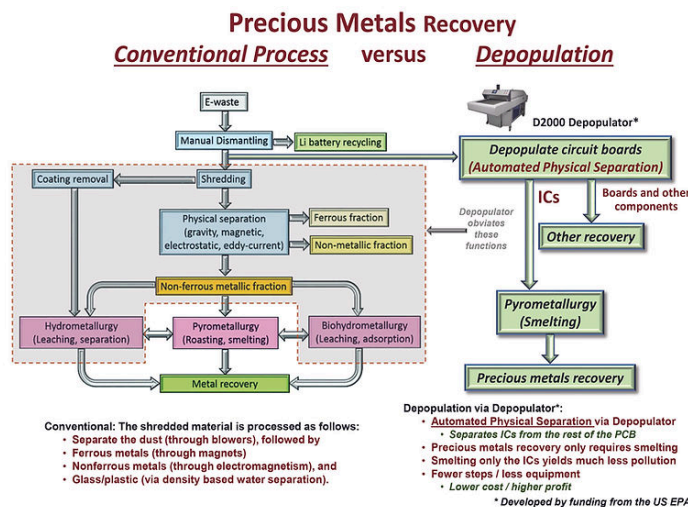 Precious Metals Recovery
Conventional Process versus Depopulation
E-waste
Manual Dismantling
Li battery recycling
Coating removal
Shredding
Physical separation
(gravity, magnetic,
electrostatic, eddy-current)
Ferrous fraction
Non-metallic fraction
Non-ferrous metallic fraction
Hydrometallurgy
(Leaching, separation)
Pyrometallurgy
(Roasting, smelting)
Biohydrometallurgy
(Leaching, adsorption)
Metal recovery
Depopulator
obviates
these
functions
D2000 Depopulator*
Depopulate circuit boards
(Automated Physical Separation)
ICs
Boards and other
components
Other recovery
Pyrometallurgy
(Smelting)
Precious metals recovery
Conventional: The shredded material is processed as follows:
• Separate the dust (through blowers), followed by
• Ferrous metals (through magnets)
• Nonferrous metals (through electromagnetism), and
• Glass/plastic (via density based water separation).
Depopulation via Depopulator*:
• Automated Physical Separation via Depopulator
• Separates ICs from the rest of the PCB
• Precious metals recovery only requires smelting
• Smelting only the ICs yields much less pollution
• Fewer steps / less equipment
• Lower cost / higher profit
* Developed by funding from the US EPA